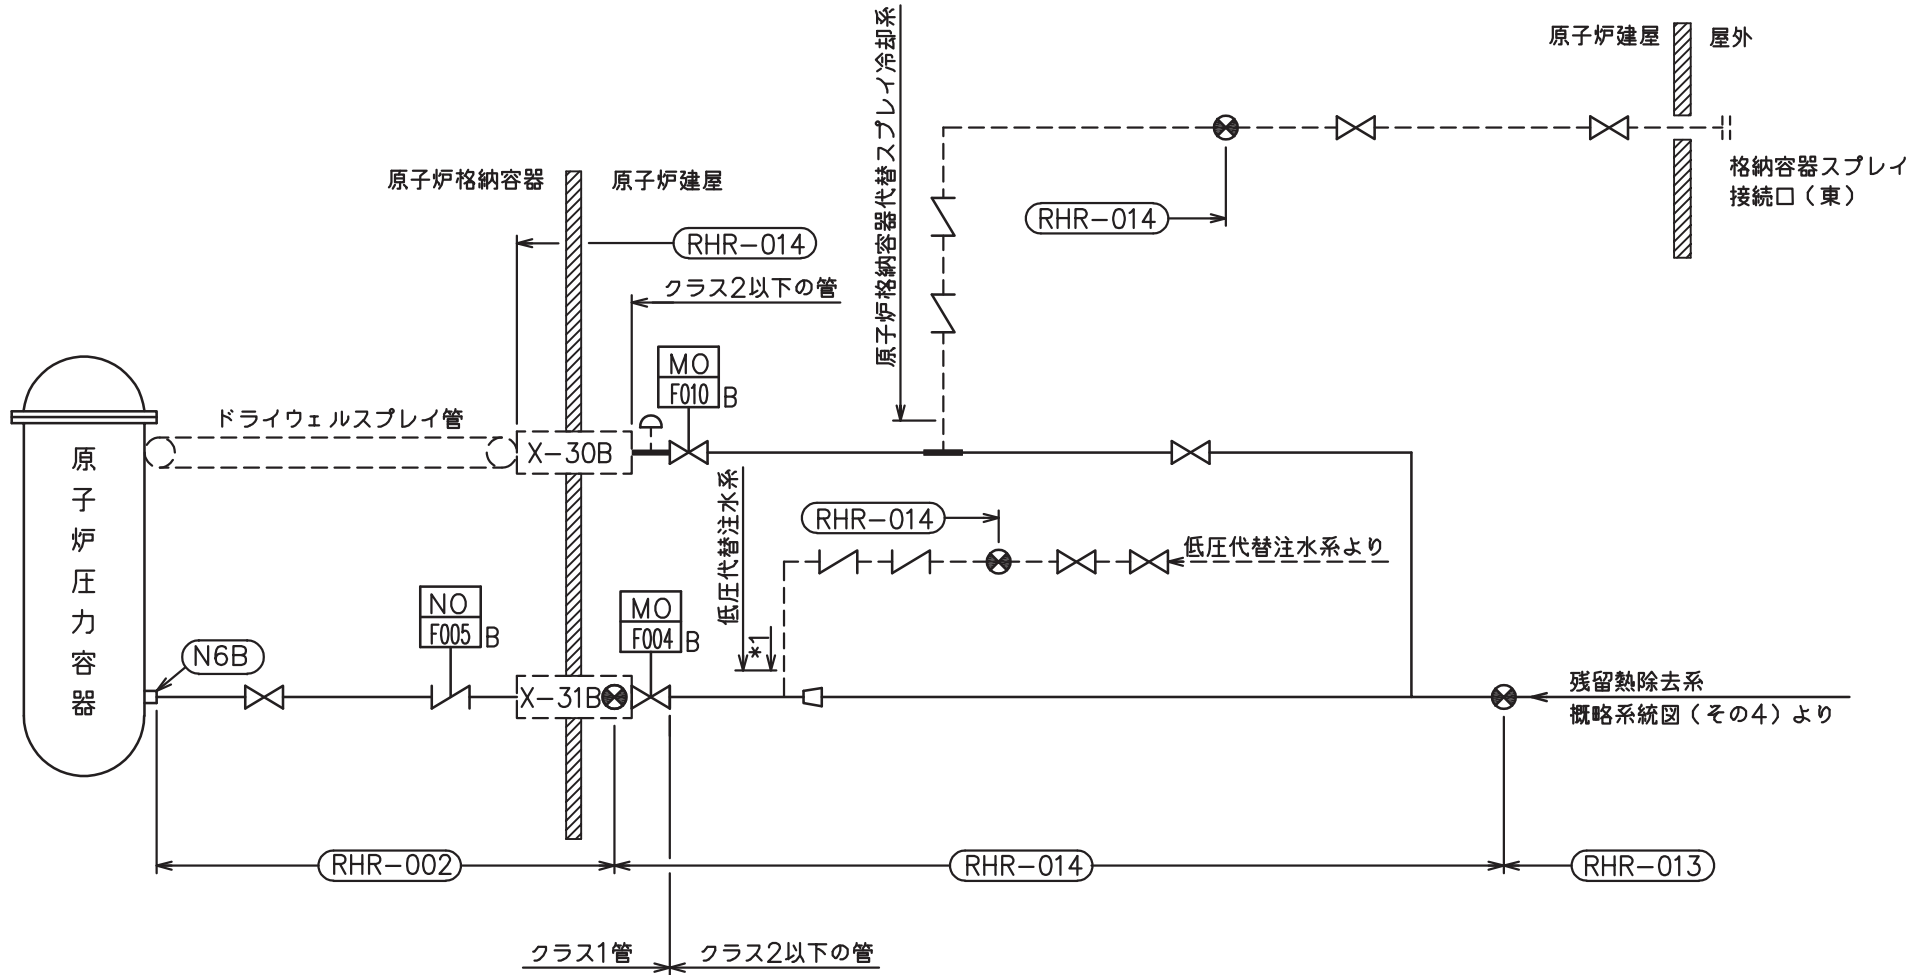 原子炉建屋
屋外
原子炉格納容器代替スプレイ冷却系
格納容器スプレイ
接続口（東）
原子炉格納容器
原子炉建屋
RHR-014
RHR-014
クラス2以下の管
MO
F010
B
ドライウェルスプレイ管
X-30B
原子炉圧力容器
低圧代替注水系
RHR-014
低圧代替注水系より
NO
F005
B
MO
F004
B
*1
N6B
X-31B
残留熱除去系
概略系統図（その4）より
RHR-002
RHR-014
RHR-013
クラス1管
クラス2以下の管